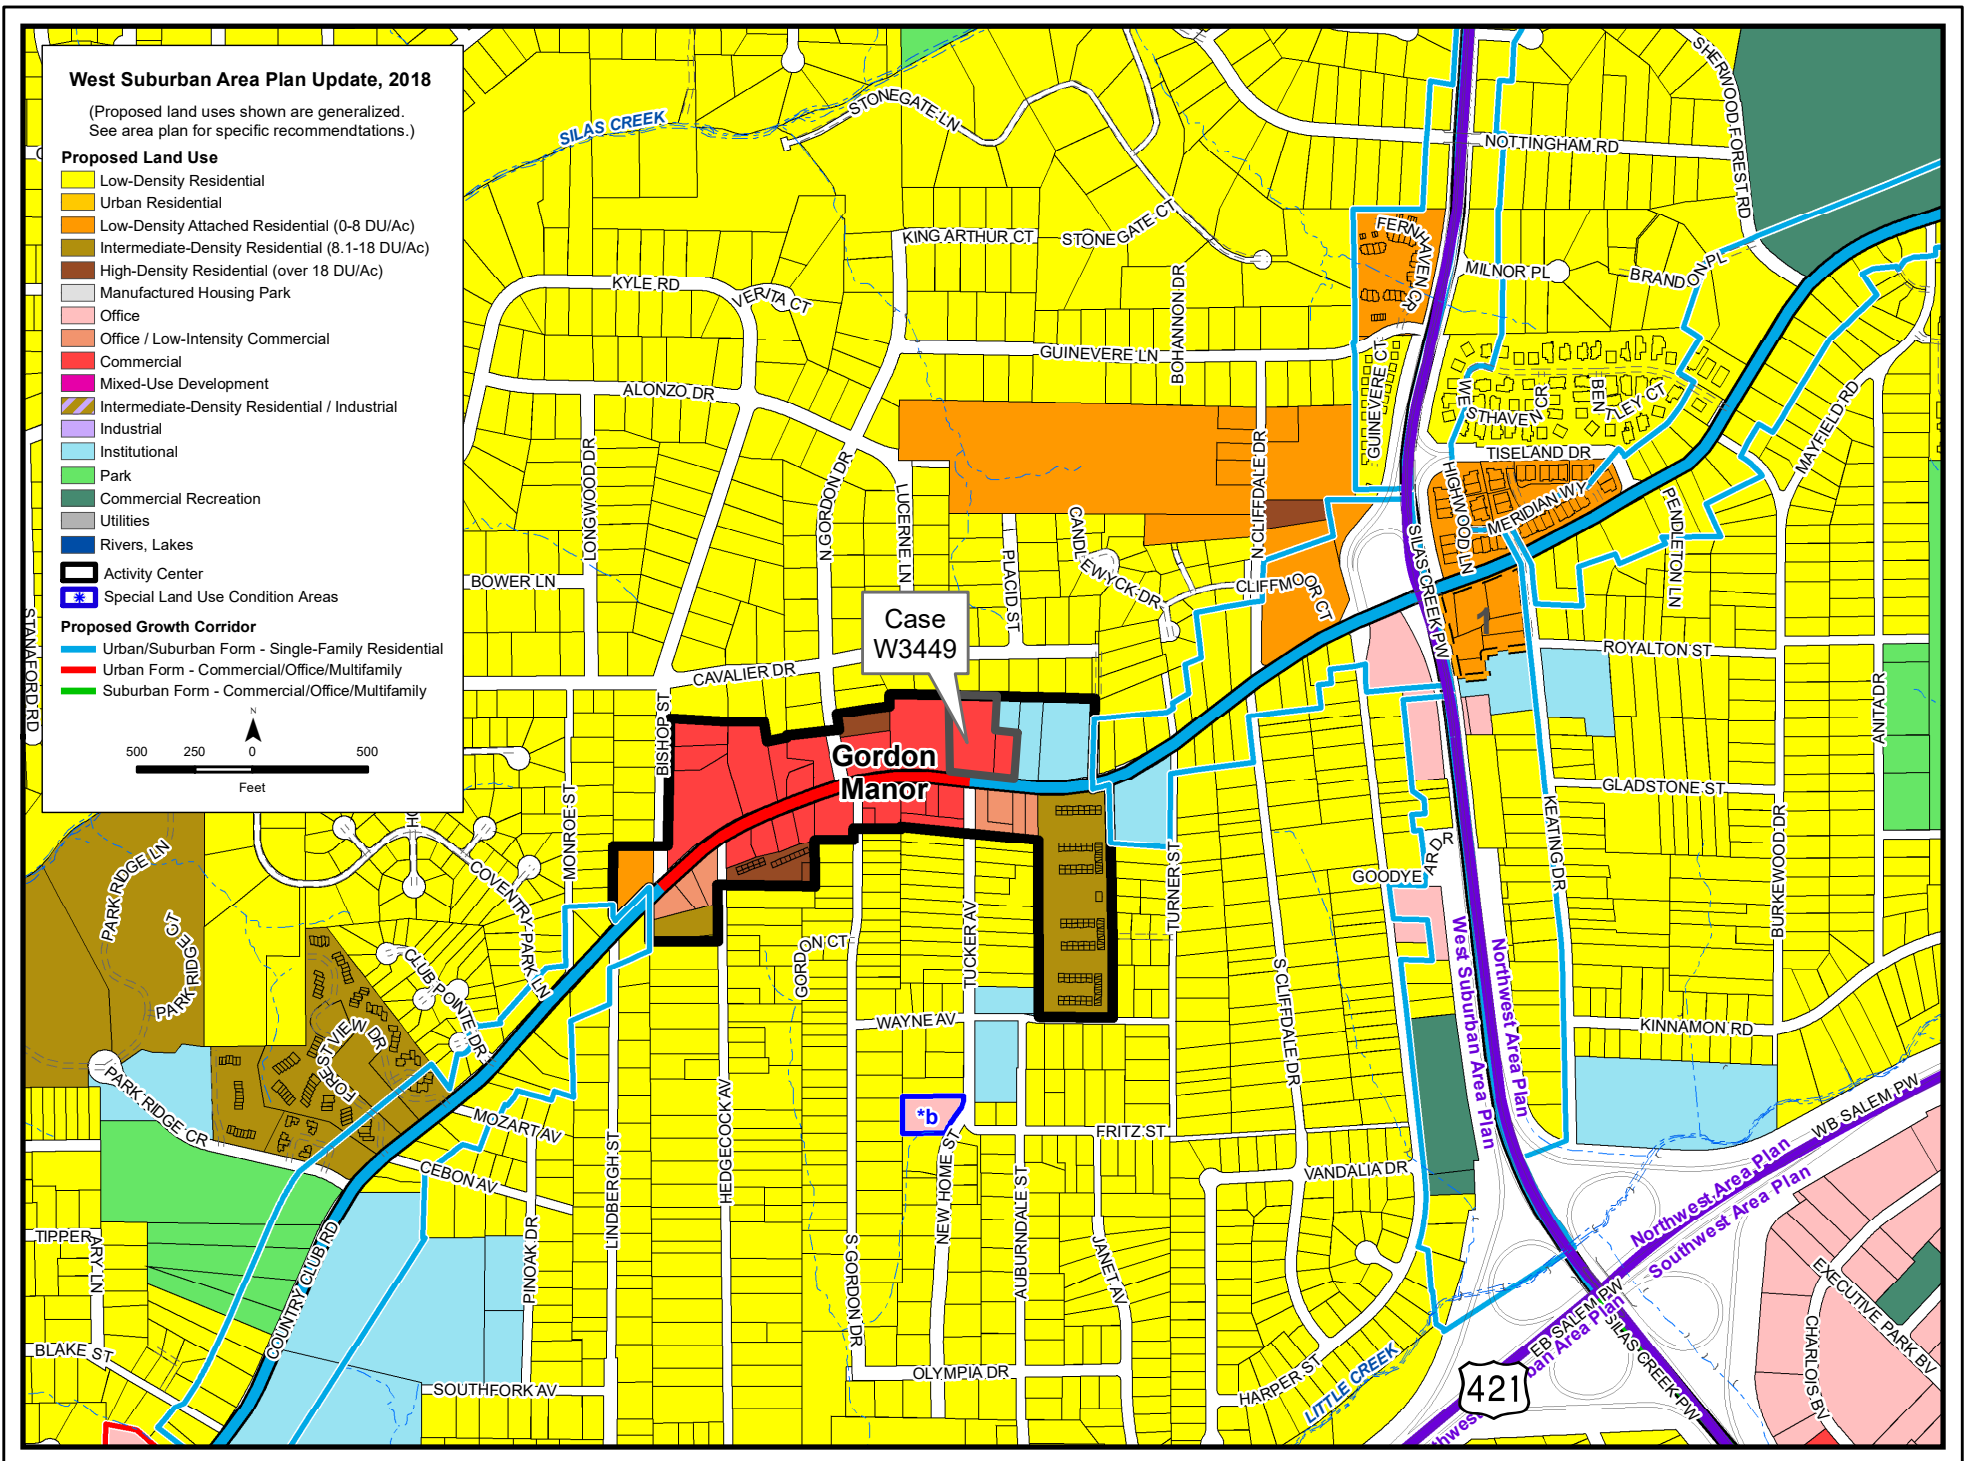 West Suburban Area Plan Update, 2018
(Proposed land uses shown are generalized.
See area plan for specific recommendtations.)
Proposed Land Use
Low-Density Residential
Urban Residential
Low-Density Attached Residential (0-8 DU/Ac)
Intermediate-Density Residential (8.1-18 DU/Ac)
High-Density Residential (over 18 DU/Ac)
Manufactured Housing Park
Office
Office / Low-Intensity Commercial
Commercial
Mixed-Use Development
Intermediate-Density Residential / Industrial
Industrial
Institutional
Park
Commercial Recreation
Utilities
Rivers, Lakes
Activity Center
* Special Land Use Condition Areas
Proposed Growth Corridor
Urban/Suburban Form - Single-Family Residential
Urban Form - Commercial/Office/Multifamily
Suburban Form - Commercial/Office/Multifamily
N
500 250 0 500
Feet
SILAS CREEK
STONEGATE LN
NOTTINGHAM RD
SHERWOOD FOREST RD
KING ARTHUR CT
STONEGATE CT
FERNHAVEN CR
MILNOR PL
BRANDON PL
KYLE RD
VERITA CT
BOHANNON DR
GUINEVERE LN
GUINEVERE CT
ALONZO DR
WESTHAVEN CR
BENTLEY CT
MAYFIELD RD
LONGWOOD DR
N GORDON DR
LUCERNE LN
N CLIFFDALE DR
TISELAND DR
HIGHWOOD LN
MERIDIAN WY
PENDLETON LN
PLACID ST
CANDLEWYCK DR
CLIFFMOOR CT
SILAS CREEK PW
BOWER LN
STANAFORD RD
Case
W3449
1
ROYALTON ST
CAVALIER DR
BISHOP ST
ANITA DR
Gordon
Manor
GLADSTONE ST
MONROE ST
KEATING DR
BURKEWOOD DR
PARK RIDGE LN
PARK RIDGE CT
COVENTRY PARK LN
GOODYEAR DR
TURNER ST
TUCKER AV
GORDON CT
CLUB POINTE DR
S CLIFFDALE DR
West Suburban Area Plan
Northwest Area Plan
WAYNE AV
KINNAMON RD
FOREST VIEW DR
PARK RIDGE CR
MOZART AV
*b
FRITZ ST
WB SALEM PW
CEBON AV
VANDALIA DR
LINDBERGH ST
HEDGECOCK AV
NEW HOME ST
AUBURNDALE ST
Northwest Area Plan
Southwest Area Plan
TIPPERARY LN
COUNTRY CLUB RD
PINOAK DR
S GORDON DR
JANET AV
EXECUTIVE PARK BV
EB SALEM PW
SILAS CREEK PW
BLAKE ST
CHARLOIS BV
SOUTHFORK AV
OLYMPIA DR
HARPER ST
LITTLE CREEK
421